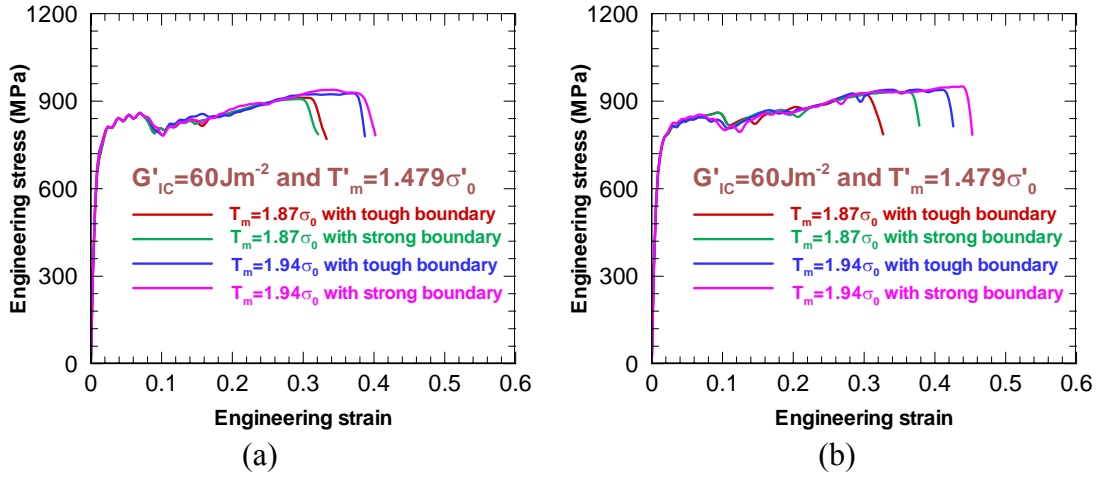 1200
900
600
300
0
Engineering stress (MPa)
G'IC=60Jm-2 and T'm=1.479σ'0
Tm=1.87σ0 with tough boundary
Tm=1.87σ0 with strong boundary
Tm=1.94σ0 with tough boundary
Tm=1.94σ0 with strong boundary
0 0.1 0.2 0.3 0.4 0.5 0.6
Engineering strain
(a)
1200
900
600
300
0
Engineering stress (MPa)
G'IC=60Jm-2 and T'm=1.479σ'0
Tm=1.87σ0 with tough boundary
Tm=1.87σ0 with strong boundary
Tm=1.94σ0 with tough boundary
Tm=1.94σ0 with strong boundary
0 0.1 0.2 0.3 0.4 0.5 0.6
Engineering strain
(b)